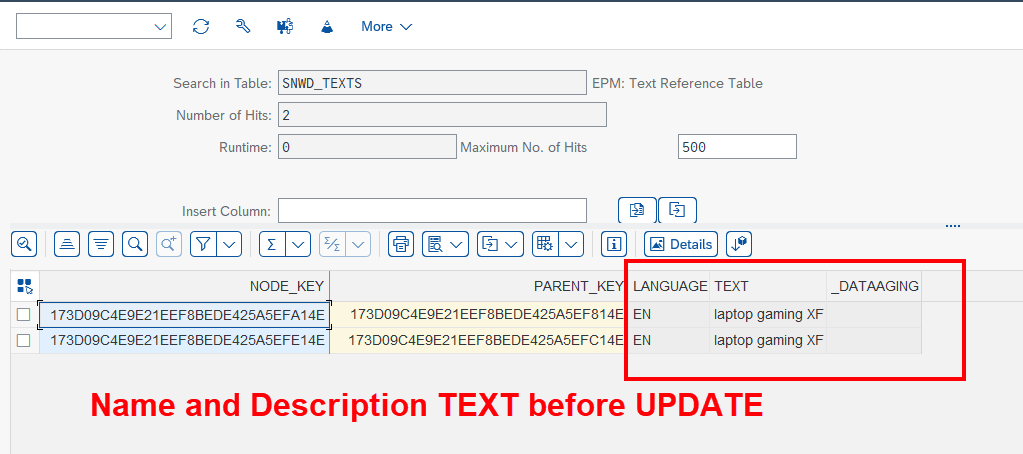 More
Search in Table: SNWD_TEXTS EPM: Text Reference Table
Number of Hits: 2
Runtime: 0 Maximum No. of Hits 500
Insert Column:
Details
NODE_KEY PARENT_KEY LANGUAGE TEXT _DATAAGING
173D09C4E9E21EEF8BEDE425A5EFA14E 173D09C4E9E21EEF8BEDE425A5EF814E EN laptop gaming XF
173D09C4E9E21EEF8BEDE425A5EFE14E 173D09C4E9E21EEF8BEDE425A5EFC14E EN laptop gaming XF
Name and Description TEXT before UPDATE